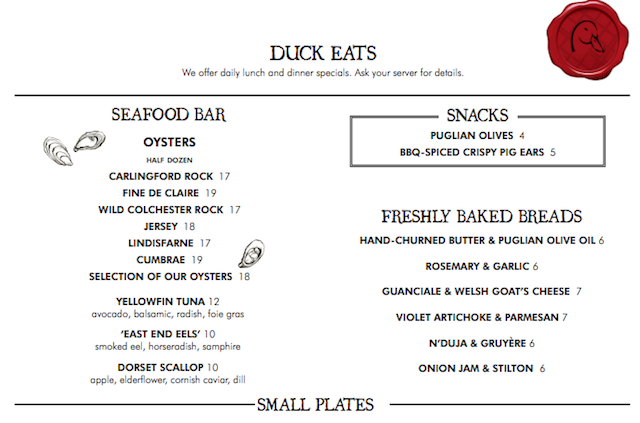 DUCK EATS
We offer daily lunch and dinner specials. Ask your server for details.
SEAFOOD BAR
OYSTERS
HALF DOZEN
CARLINGFORD ROCK 17
FINE DE CLAIRE 19
WILD COLCHESTER ROCK 17
JERSEY 18
LINDISFARNE 17
CUMBRAE 19
SELECTION OF OUR OYSTERS 18
YELLOWFIN TUNA 12
avocado, balsamic, radish, foie gras
‘EAST END EELS’ 10
smoked eel, horseradish, samphire
DORSET SCALLOP 10
apple, elderflower, cornish caviar, dill
SNACKS
PUGLIAN OLIVES 4
BBQ-SPICED CRISPY PIG EARS 5
FRESHLY BAKED BREADS
HAND-CHURNED BUTTER & PUGLIAN OLIVE OIL 6
ROSEMARY & GARLIC 6
GUANCIALE & WELSH GOAT’S CHEESE 7
VIOLET ARTICHOKE & PARMESAN 7
N’DUJA & GRUYÈRE 6
ONION JAM & STILTON 6
SMALL PLATES